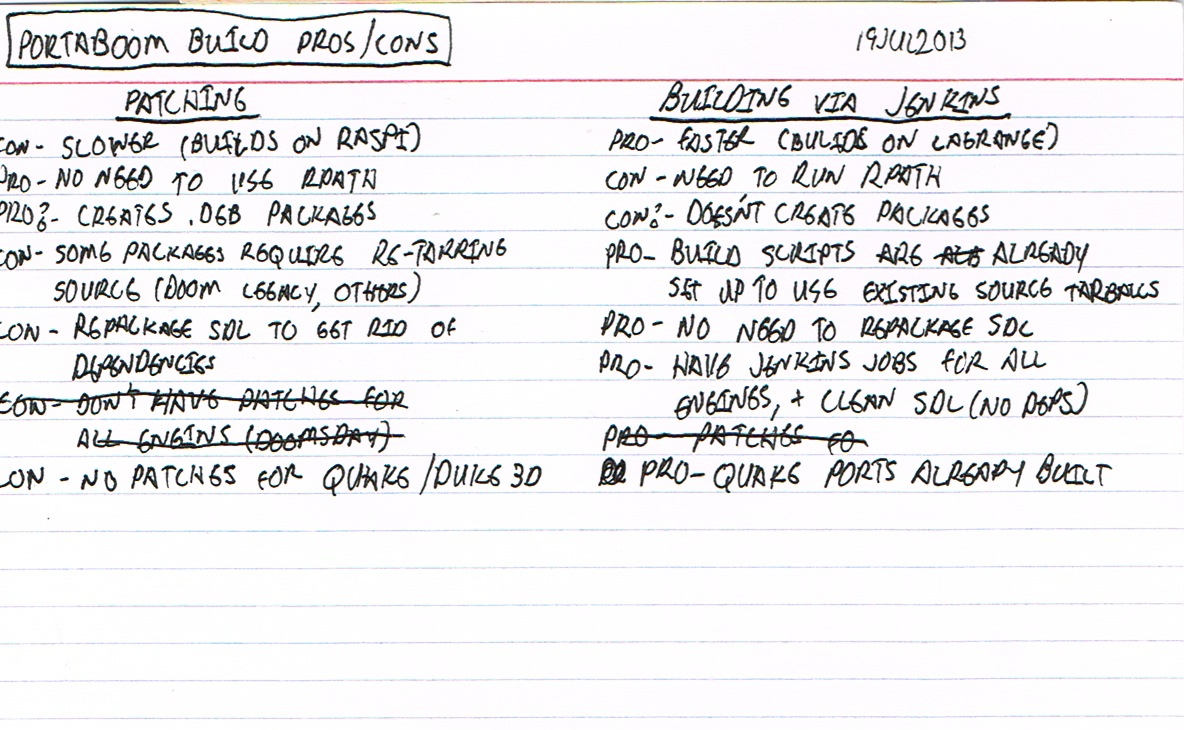 PORTABOOM BUILD PROS/CONS
19JUL2013
PATCHING
CON- SLOWER (BUILDS ON RASPI)
PRO- NO NEED TO USE RPATH
PRO?- CREATES .DEB PACKAGES
CON- SOME PACKAGES REQUIRE RE-TARRING
SOURCE (DOOM LEGACY, OTHERS)
CON - REPACKAGE SDL TO GET RID OF
DEPENDENCIES
CON- DON'T HAVE PATCHES FOR
ALL ENGINS (DOOMSDAY)
CON - NO PATCHES FOR QUAKE/DUKE 3D
BUILDING VIA JENKINS
PRO- FASTER (BUILDS ON LAGRANGE)
CON - NEED TO RUN RPATH
CON?- DOESN'T CREATE PACKAGES
PRO- BUILD SCRIPTS ARE ALREADY
SET UP TO USE EXISTING SOURCE TARBALLS
PRO- NO NEED TO REPACKAGE SDL
PRO- HAVE JENKINS JOBS FOR ALL
ENGINES, + CLEAN SDL (NO DEPS)
PRO- PATCHES FO
PRO-QUAKE PORTS ALREADY BUILT